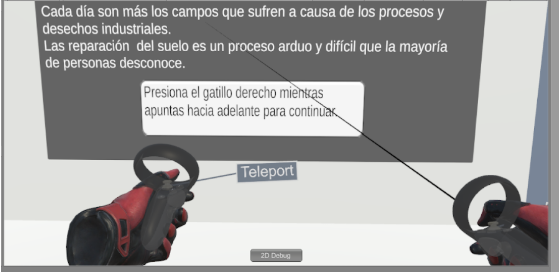 Cada día son más los campos que sufren a causa de los procesos y
desechos industriales.
Las reparación del suelo es un proceso arduo y difícil que la mayoría
de personas desconoce.
Presiona el gatillo derecho mientras
apuntas hacia adelante para continuar.
Teleport
2D Debug